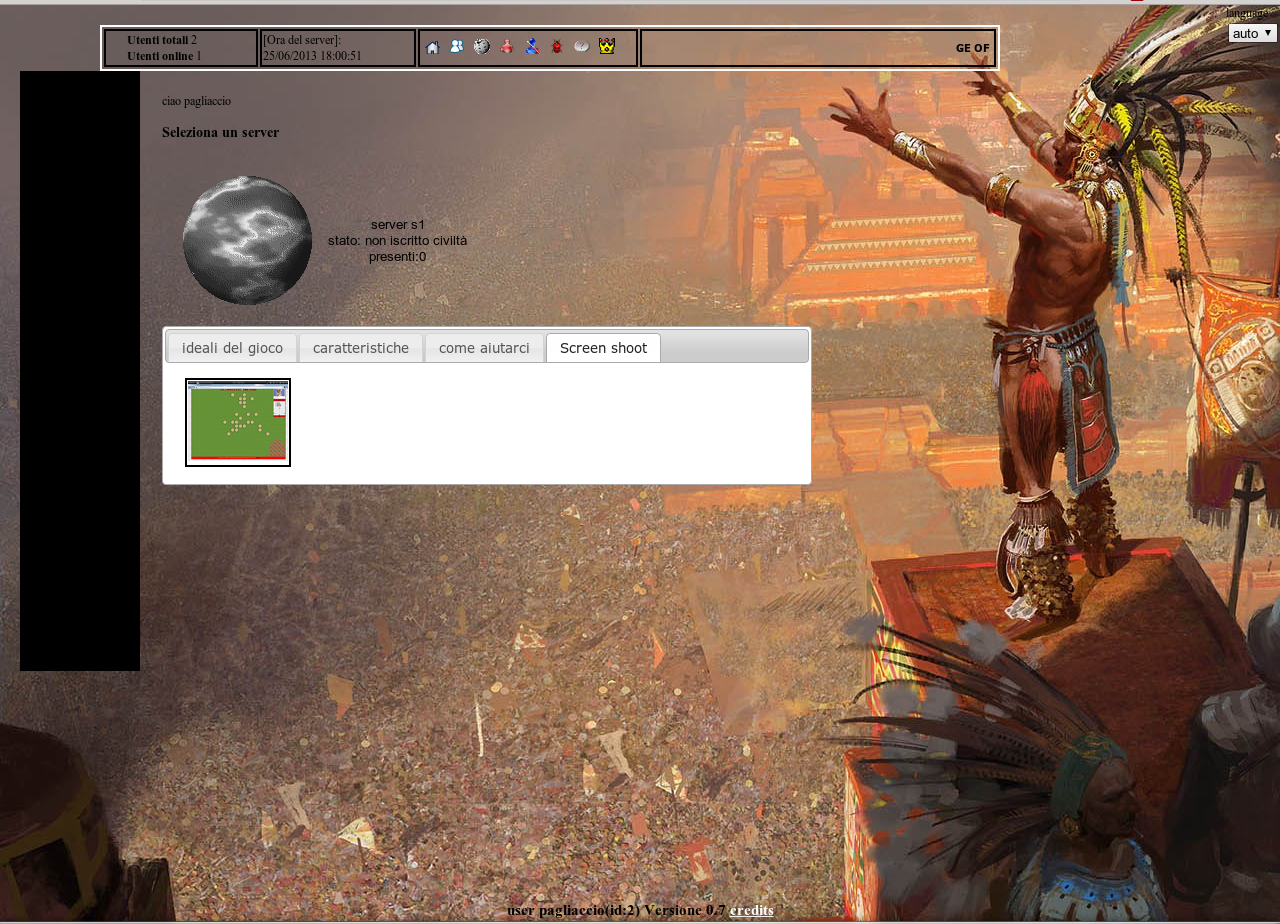 language
auto ▼
Utenti totali 2
Utenti online 1
[Ora del server]:
25/06/2013 18:00:51
GE OF
ciao pagliaccio
Seleziona un server
server s1
stato: non iscritto civiltà
presenti:0
ideali del gioco
caratteristiche
come aiutarci
Screen shoot
user pagliaccio(id:2) Versione 0.7 credits